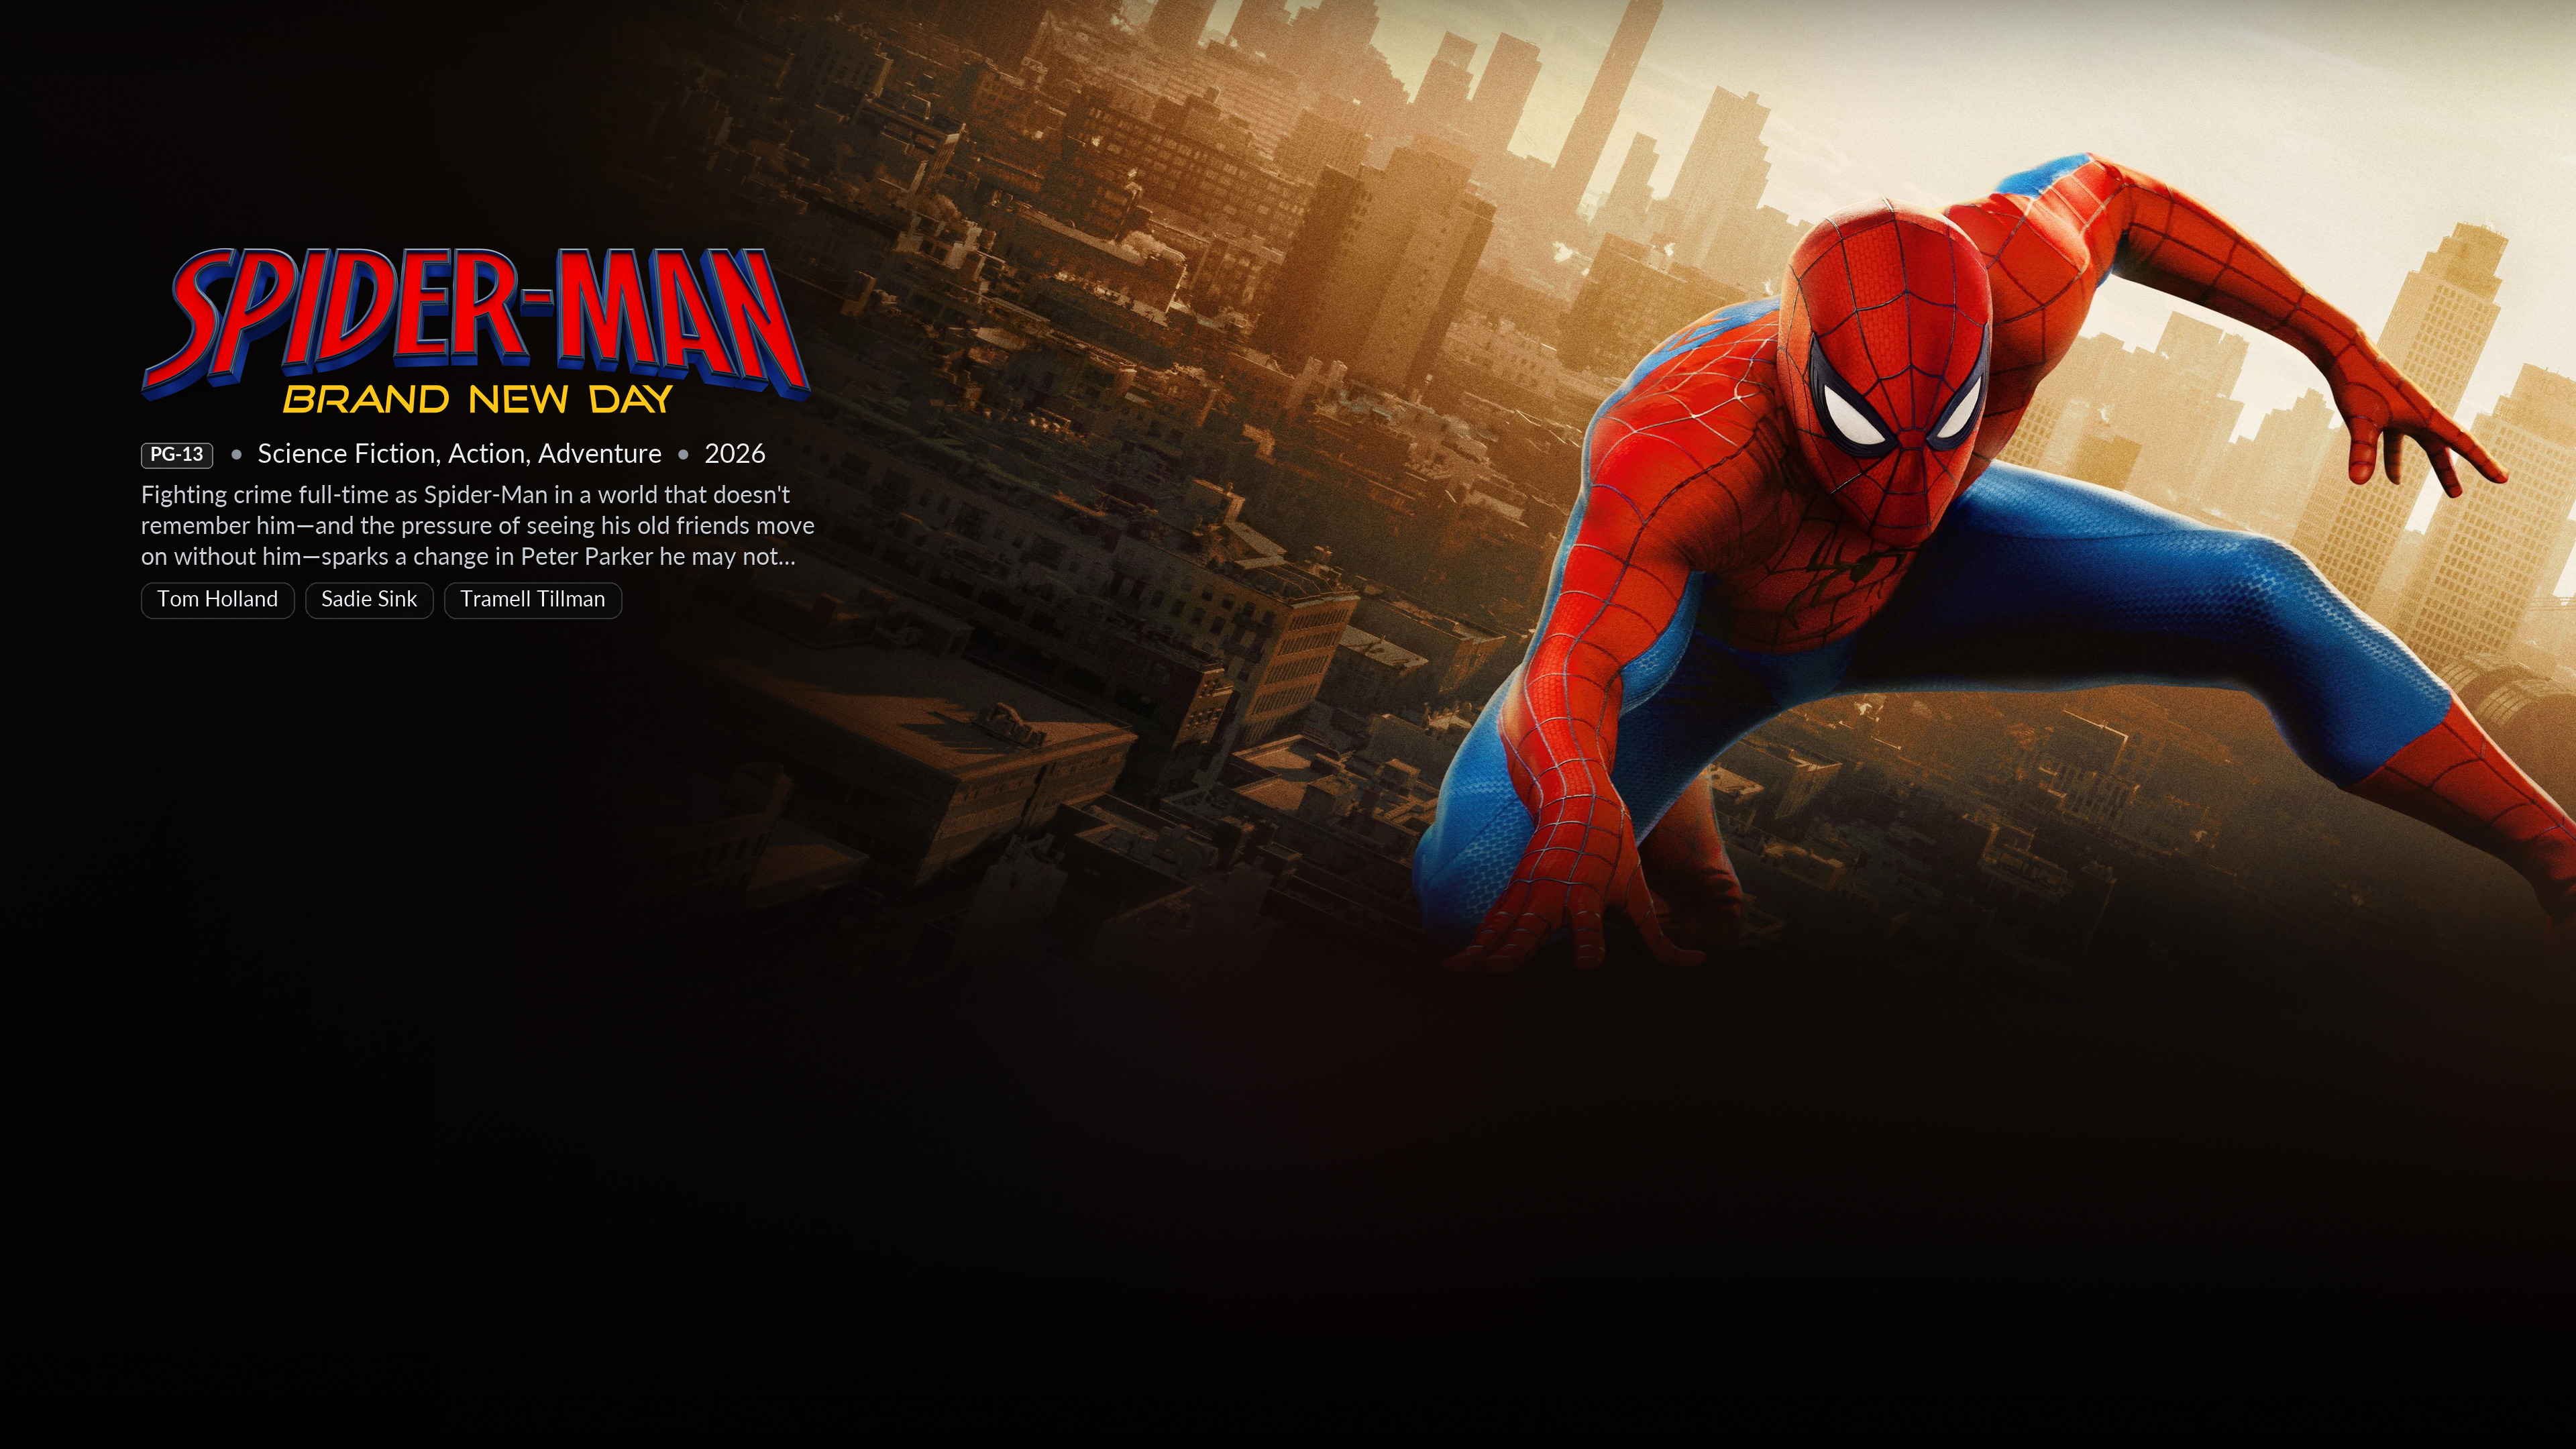 SPIDER-MAN
BRAND NEW DAY
PG-13 • Science Fiction, Action, Adventure • 2026
Fighting crime full-time as Spider-Man in a world that doesn't
remember him—and the pressure of seeing his old friends move
on without him—sparks a change in Peter Parker he may not...
Tom Holland Sadie Sink Tramell Tillman